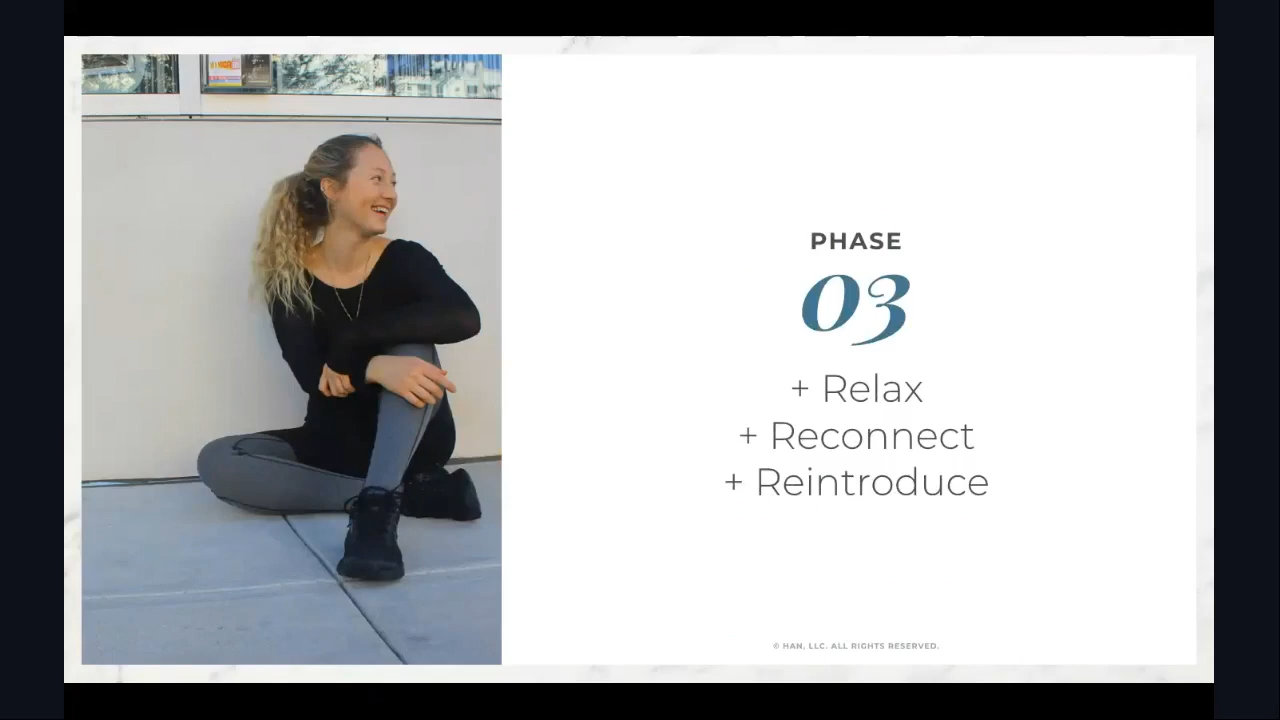 PHASE
03
+ Relax
+ Reconnect
+ Reintroduce
© HAN, LLC. ALL RIGHTS RESERVED.